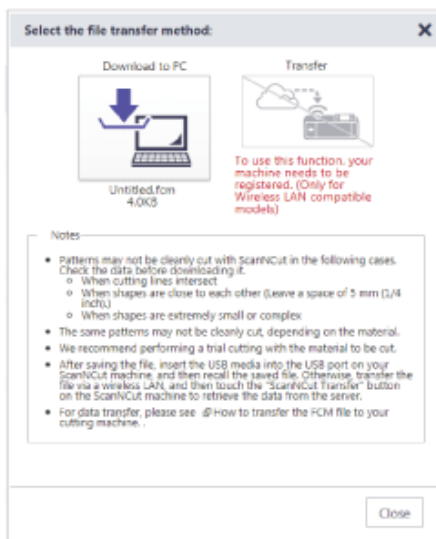 Select the file transfer method:
Download to PC
Transfer
Untitled.fcm
4.0KB
To use this function, your
machine needs to be
registered. (Only for
Wireless LAN compatible
models)
Notes
• Patterns may not be cleanly cut with ScanNCut in the following cases.
Check the data before downloading it.
○ When cutting lines intersect
○ When shapes are close to each other (Leave a space of 5 mm (1/4
inch).)
○ When shapes are extremely small or complex
• The same patterns may not be cleanly cut, depending on the material.
• We recommend performing a trial cutting with the material to be cut.
• After saving the file, insert the USB media into the USB port on your
ScanNCut machine, and then recall the saved file. Otherwise, transfer the
file via a wireless LAN, and then touch the "ScanNCut Transfer" button
on the ScanNCut machine to retrieve the data from the server.
• For data transfer, please see How to transfer the FCM file to your
cutting machine. .
Close